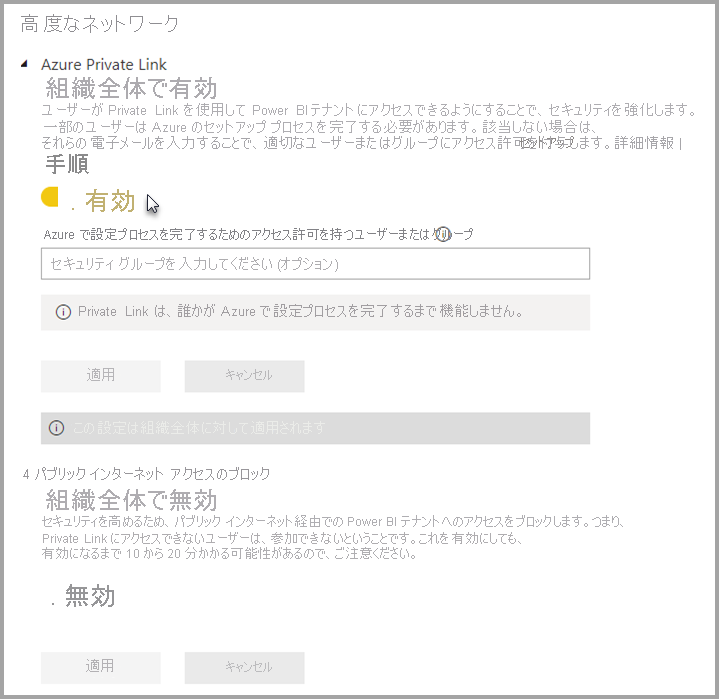 高度なネットワーク
Azure Private Link
組織全体で有効
ユーザーが Private Link を使用して Power BI テナントにアクセスできるようにすることで、セキュリティを強化します。
一部のユーザーは Azure のセットアップ プロセスを完了する必要があります。該当しない場合は、
それらの 電子メールを入力することで、適切なユーザーまたはグループにアクセス許可を付与します。詳細情報 |
手順
. 有効
Azure で設定プロセスを完了するためのアクセス許可を持つユーザーまたは グループ
セキュリティ グループを入力してください (オプション)
Private Link は、誰かが Azure で設定プロセスを完了するまで機能しません。
適用 キャンセル
この設定は組織全体に対して適用されます
4 パブリック インターネット アクセスのブロック
組織全体で無効
セキュリティを高めるため、パブリック インターネット経由での Power BI テナントへのアクセスをブロックします。つまり、
Private Link にアクセスできないユーザーは、参加できないということです。これを有効にしても、
有効になるまで 10 から 20 分かかる可能性があるので、ご注意ください。
. 無効
適用 キャンセル